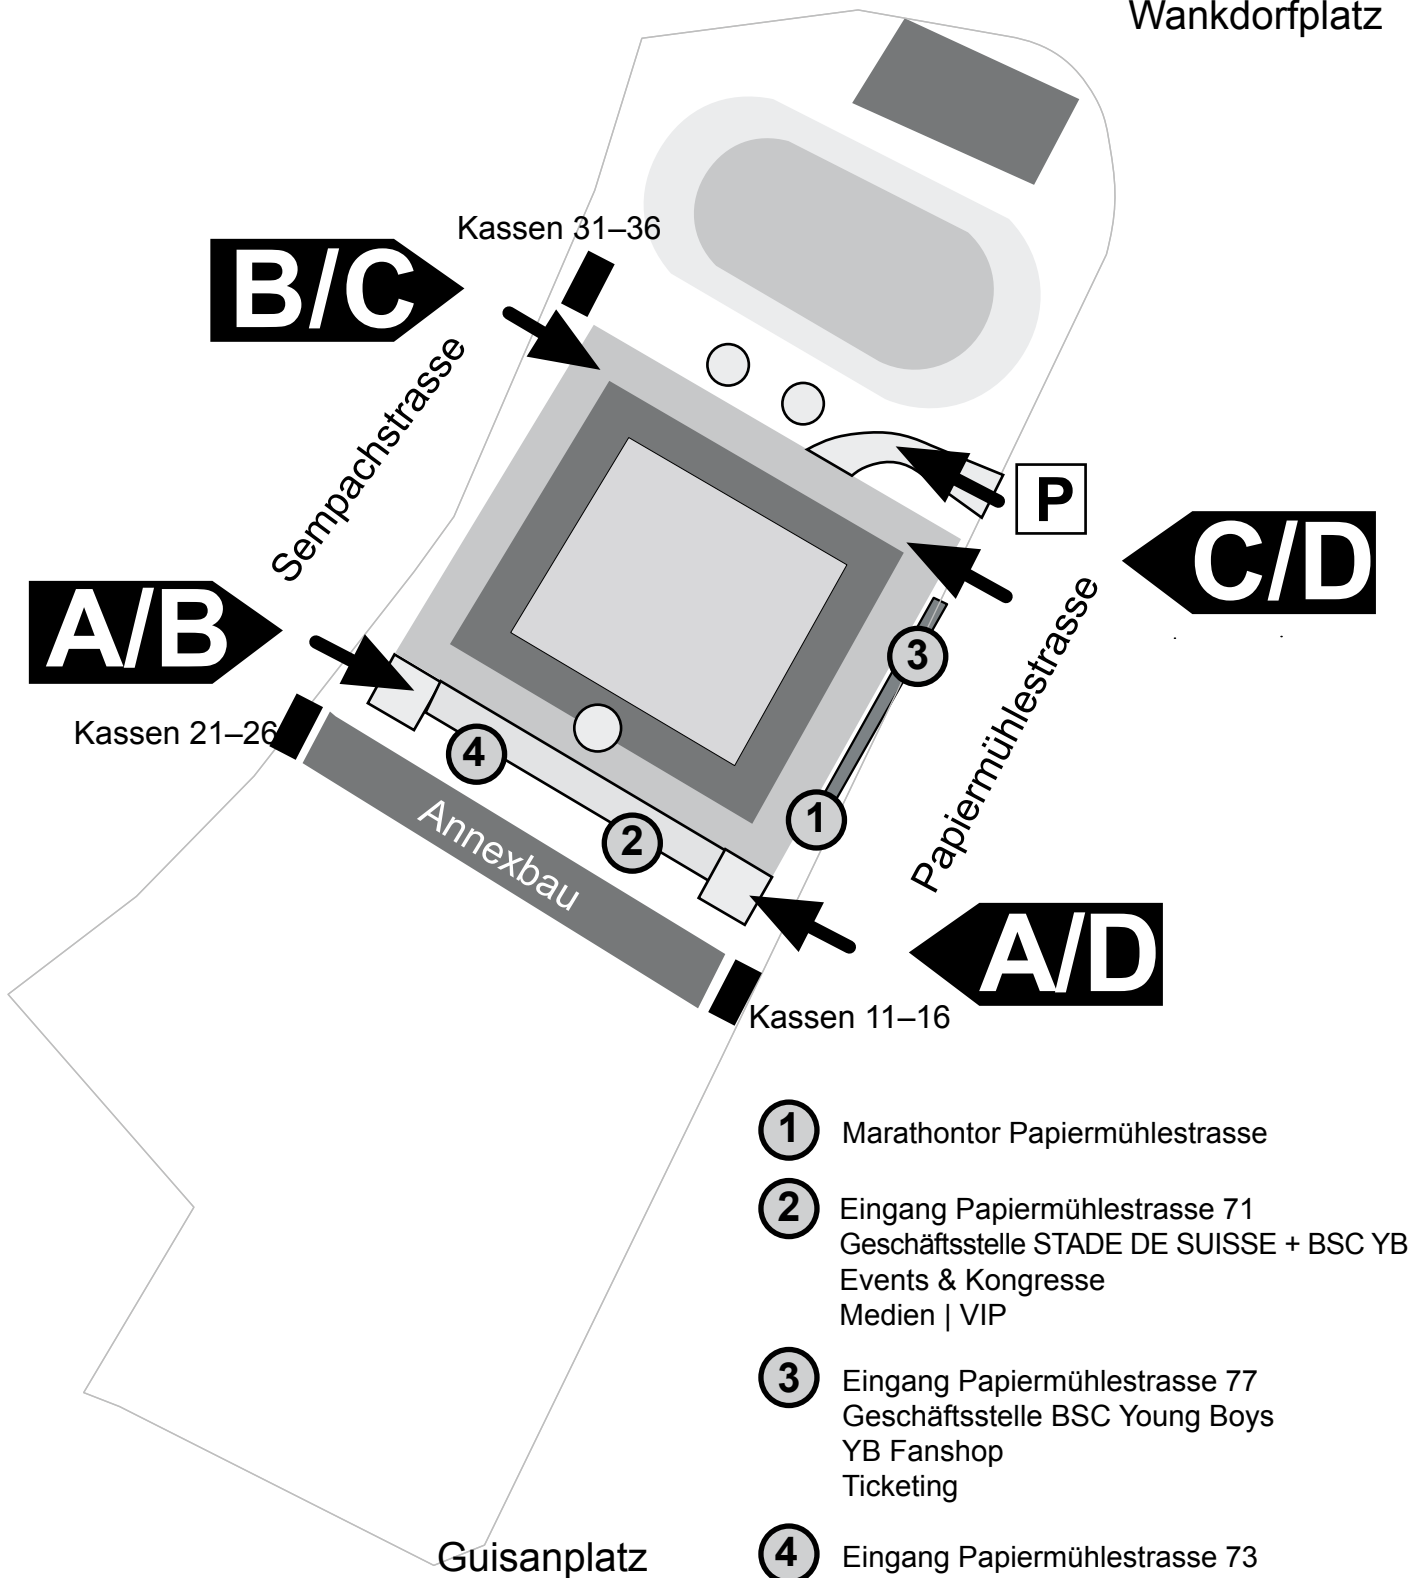 Wankdorfplatz
Kassen 31–36
B/C
Sempachstrasse
P
C/D
A/B
3
Papiermühlestrasse
Kassen 21–26
4
1
2
Annexbau
A/D
Kassen 11–16
1 Marathontor Papiermühlestrasse
2 Eingang Papiermühlestrasse 71
Geschäftsstelle STADE DE SUISSE + BSC YB
Events & Kongresse
Medien | VIP
3 Eingang Papiermühlestrasse 77
Geschäftsstelle BSC Young Boys
YB Fanshop
Ticketing
4 Eingang Papiermühlestrasse 73
Guisanplatz